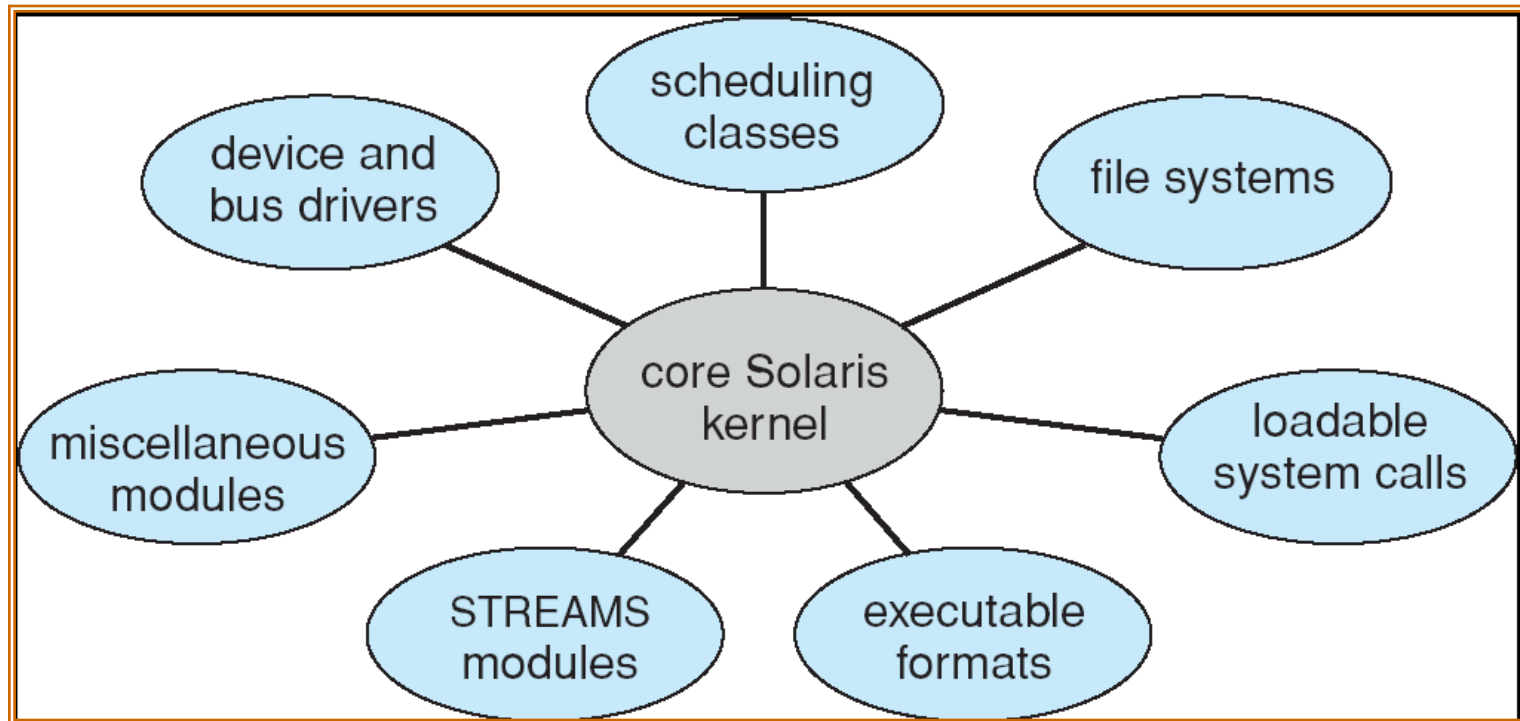 scheduling
classes
device and
bus drivers
file systems
core Solaris
kernel
miscellaneous
modules
loadable
system calls
STREAMS
modules
executable
formats